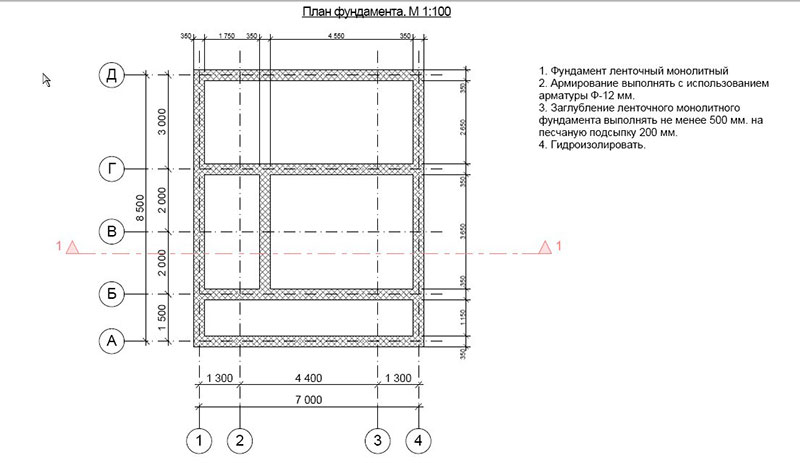 План фундамента. М 1:100
350 1 750 350 4 550 350
1. Фундамент ленточный монолитный
2. Армирование выполнять с использованием
арматуры Ф-12 мм.
3. Заглубление ленточного монолитного
фундамента выполнять не менее 500 мм. на
песчаную подсыпку 200 мм.
4. Гидроизолировать.
Д
350
3 000
2 650
Г
350
8 500
2 000
В
3 650
1 1
2 000
Б
350
1 500
1 150
А
350
1 300 4 400 1 300
7 000
1 2 3 4